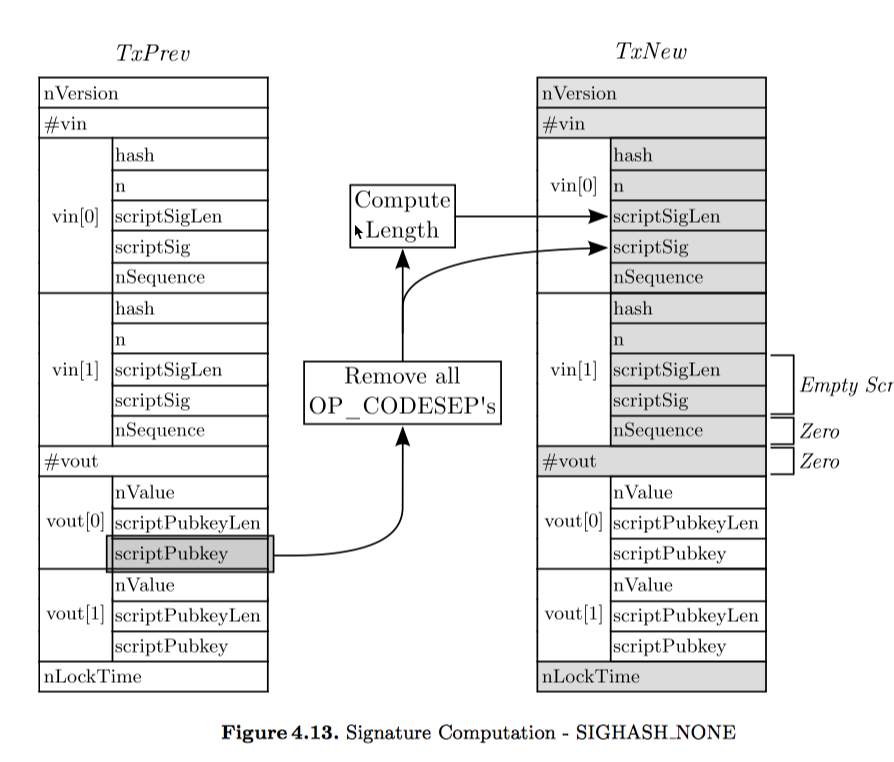 TxPrev
nVersion
#vin
vin[0]
hash
n
scriptSigLen
scriptSig
nSequence
vin[1]
hash
n
scriptSigLen
scriptSig
nSequence
#vout
vout[0]
nValue
scriptPubkeyLen
scriptPubkey
vout[1]
nValue
scriptPubkeyLen
scriptPubkey
nLockTime
Compute
Length
Remove all
OP_CODESEP's
TxNew
nVersion
#vin
vin[0]
hash
n
scriptSigLen
scriptSig
nSequence
vin[1]
hash
n
scriptSigLen
scriptSig
nSequence
#vout
vout[0]
nValue
scriptPubkeyLen
scriptPubkey
vout[1]
nValue
scriptPubkeyLen
scriptPubkey
nLockTime
Empty Scr
Zero
Zero
Figure 4.13. Signature Computation - SIGHASH_NONE